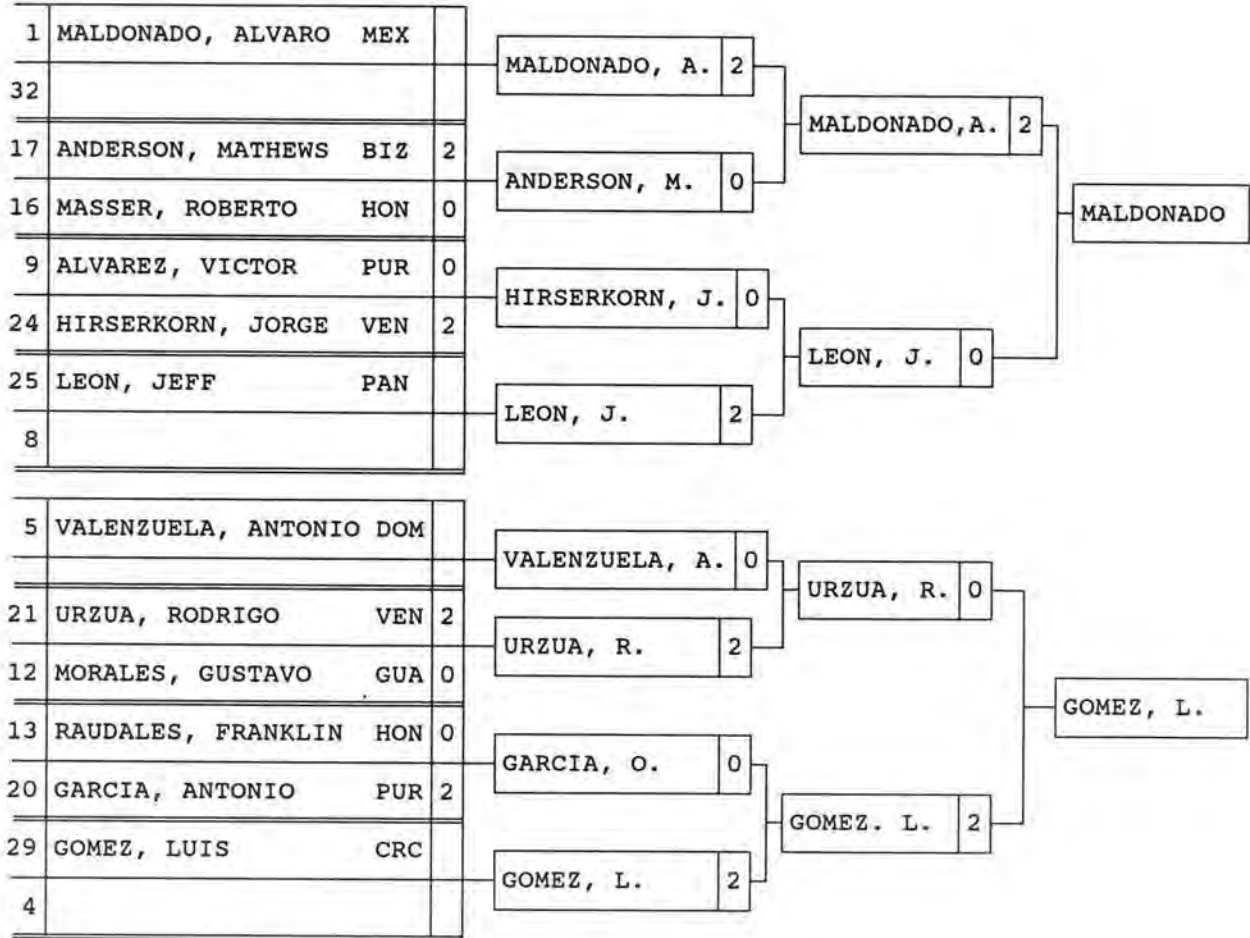 1 MALDONADO, ALVARO MEX
32
17 ANDERSON, MATHEWS BIZ 2
16 MASSER, ROBERTO HON 0
9 ALVAREZ, VICTOR PUR 0
24 HIRSERKORN, JORGE VEN 2
25 LEON, JEFF PAN
8
MALDONADO, A. 2
ANDERSON, M. 0
HIRSERKORN, J. 0
LEON, J. 2
MALDONADO,A. 2
LEON, J. 0
MALDONADO
5 VALENZUELA, ANTONIO DOM
21 URZUA, RODRIGO VEN 2
12 MORALES, GUSTAVO GUA 0
13 RAUDALES, FRANKLIN HON 0
20 GARCIA, ANTONIO PUR 2
29 GOMEZ, LUIS CRC
4
VALENZUELA, A. 0
URZUA, R. 2
GARCIA, O. 0
GOMEZ, L. 2
URZUA, R. 0
GOMEZ. L. 2
GOMEZ, L.